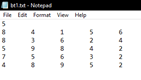 bt1.txt - Notepad
File Edit Format View Help
5
8 4 1 5 6
8 3 6 2 4
5 9 8 4 2
7 5 6 3 2
4 8 9 5 2